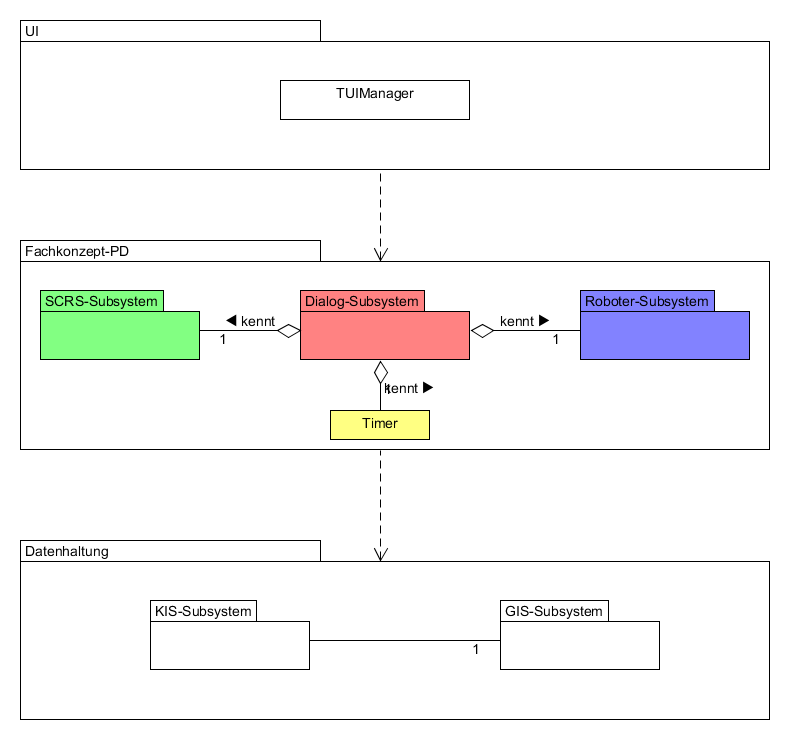 UI
TUIManager
Fachkonzept-PD
SCRS-Subsystem
Dialog-Subsystem
Roboter-Subsystem
◀ kennt
kennt ▶
1
1
kennt ▶
1
Timer
Datenhaltung
KIS-Subsystem
GIS-Subsystem
1